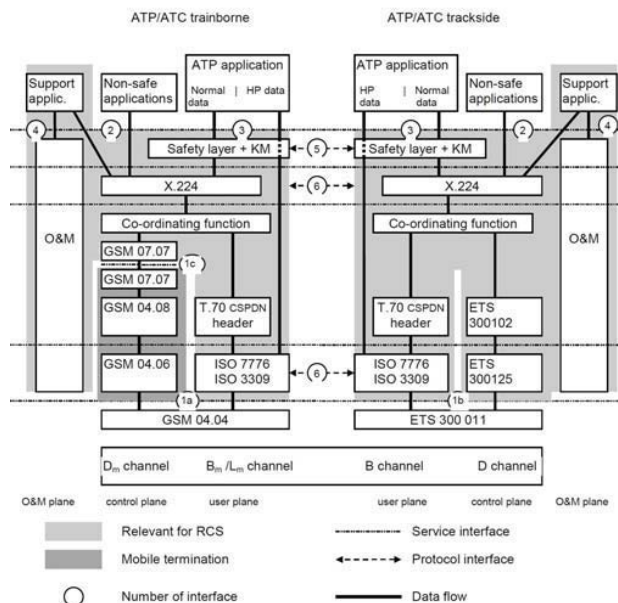 ATP/ATC trainborne
ATP/ATC trackside
Support
applic.
Non-safe
applications
ATP application
Normal
data
|
HP data
ATP application
HP
data
|
Normal
data
Non-safe
applications
Support
applic.
4
2
3
3
2
4
Safety layer + KM
5
Safety layer + KM
X.224
6
X.224
Co-ordinating function
Co-ordinating function
O&M
GSM 07.07
1c
GSM 07.07
O&M
GSM 04.08
T.70 CSPDN
header
T.70 CSPDN
header
ETS
300102
GSM 04.06
ISO 7776
ISO 3309
6
ISO 7776
ISO 3309
ETS
300125
1a
1b
GSM 04.04
ETS 300 011
Dm channel
Bm /Lm channel
B channel
D channel
O&M plane
control plane
user plane
user plane
control plane
O&M plane
Relevant for RCS
Service interface
Mobile termination
Protocol interface
Number of interface
Data flow